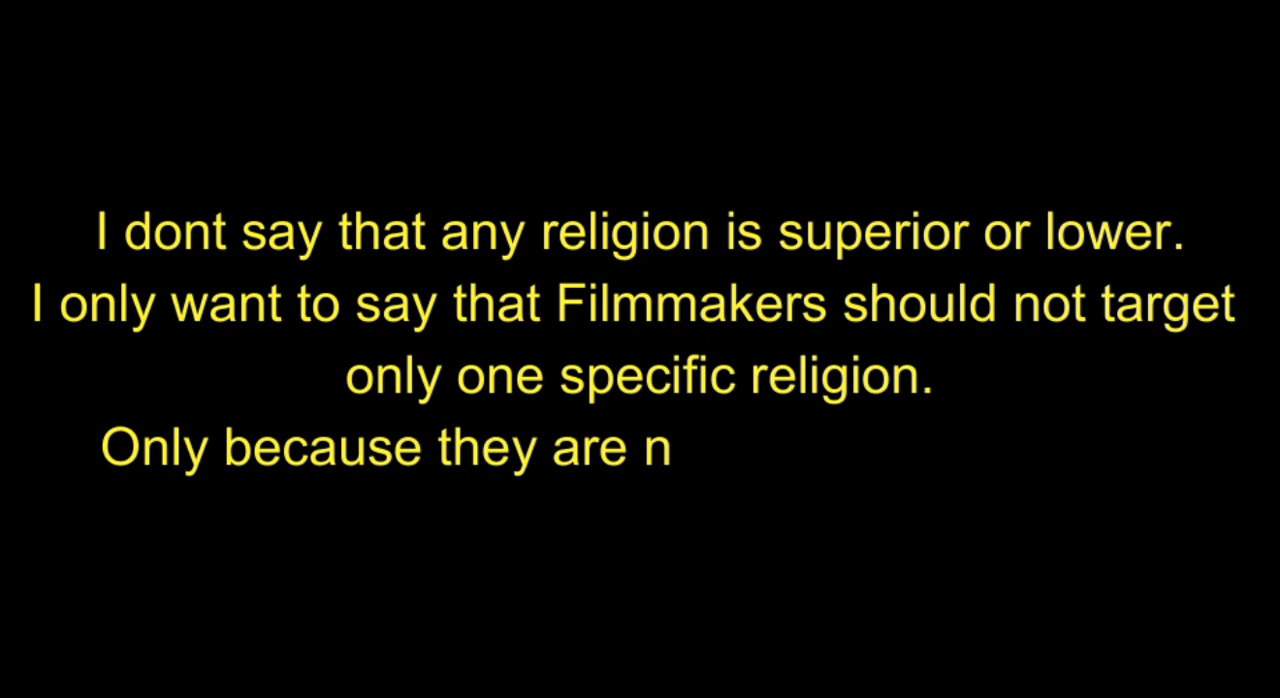 I dont say that any religion is superior or lower.
I only want to say that Filmmakers should not target
only one specific religion.
Only because they are n